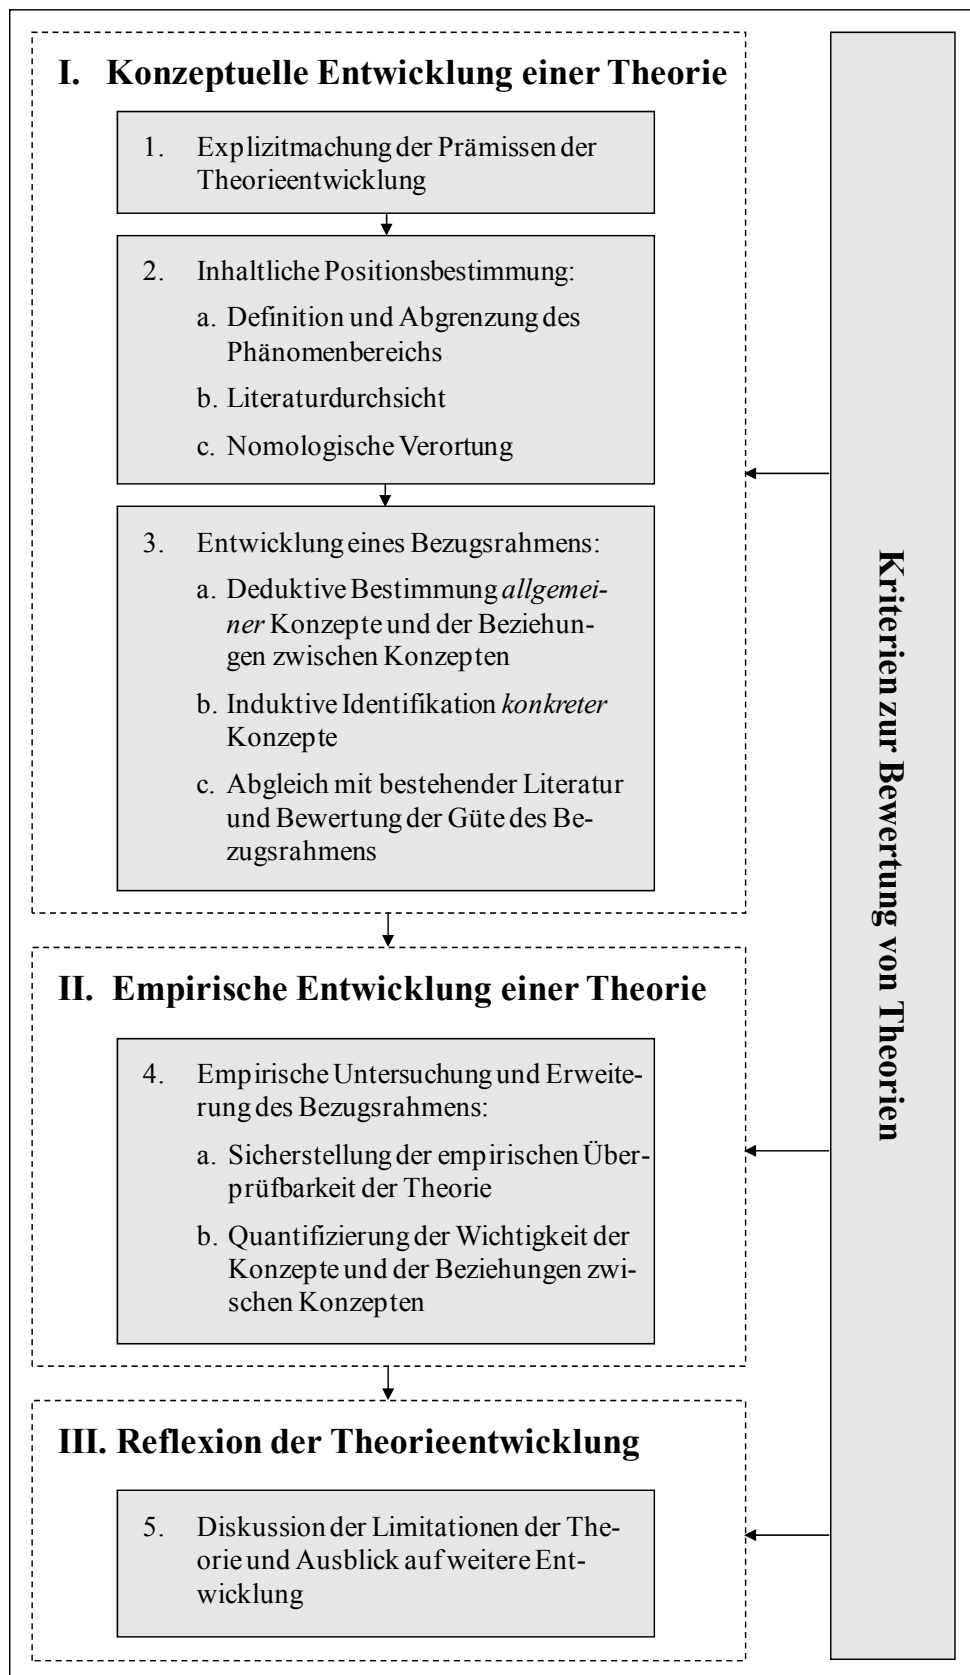 I. Konzeptuelle Entwicklung einer Theorie
1. Explizitmachung der Prämissen der
Theorieentwicklung
2. Inhaltliche Positionsbestimmung:
a. Definition und Abgrenzung des
Phänomenbereichs
b. Literaturdurchsicht
c. Nomologische Verortung
3. Entwicklung eines Bezugsrahmens:
a. Deduktive Bestimmung allgemei-
ner Konzepte und der Beziehun-
gen zwischen Konzepten
b. Induktive Identifikation konkreter
Konzepte
c. Abgleich mit bestehender Literatur
und Bewertung der Güte des Be-
zugsrahmens
II. Empirische Entwicklung einer Theorie
4. Empirische Untersuchung und Erweite-
rung des Bezugsrahmens:
a. Sicherstellung der empirischen Über-
prüfbarkeit der Theorie
b. Quantifizierung der Wichtigkeit der
Konzepte und der Beziehungen zwi-
schen Konzepten
III. Reflexion der Theorieentwicklung
5. Diskussion der Limitationen der The-
orie und Ausblick auf weitere Ent-
wicklung
Kriterien zur Bewertung von Theorien